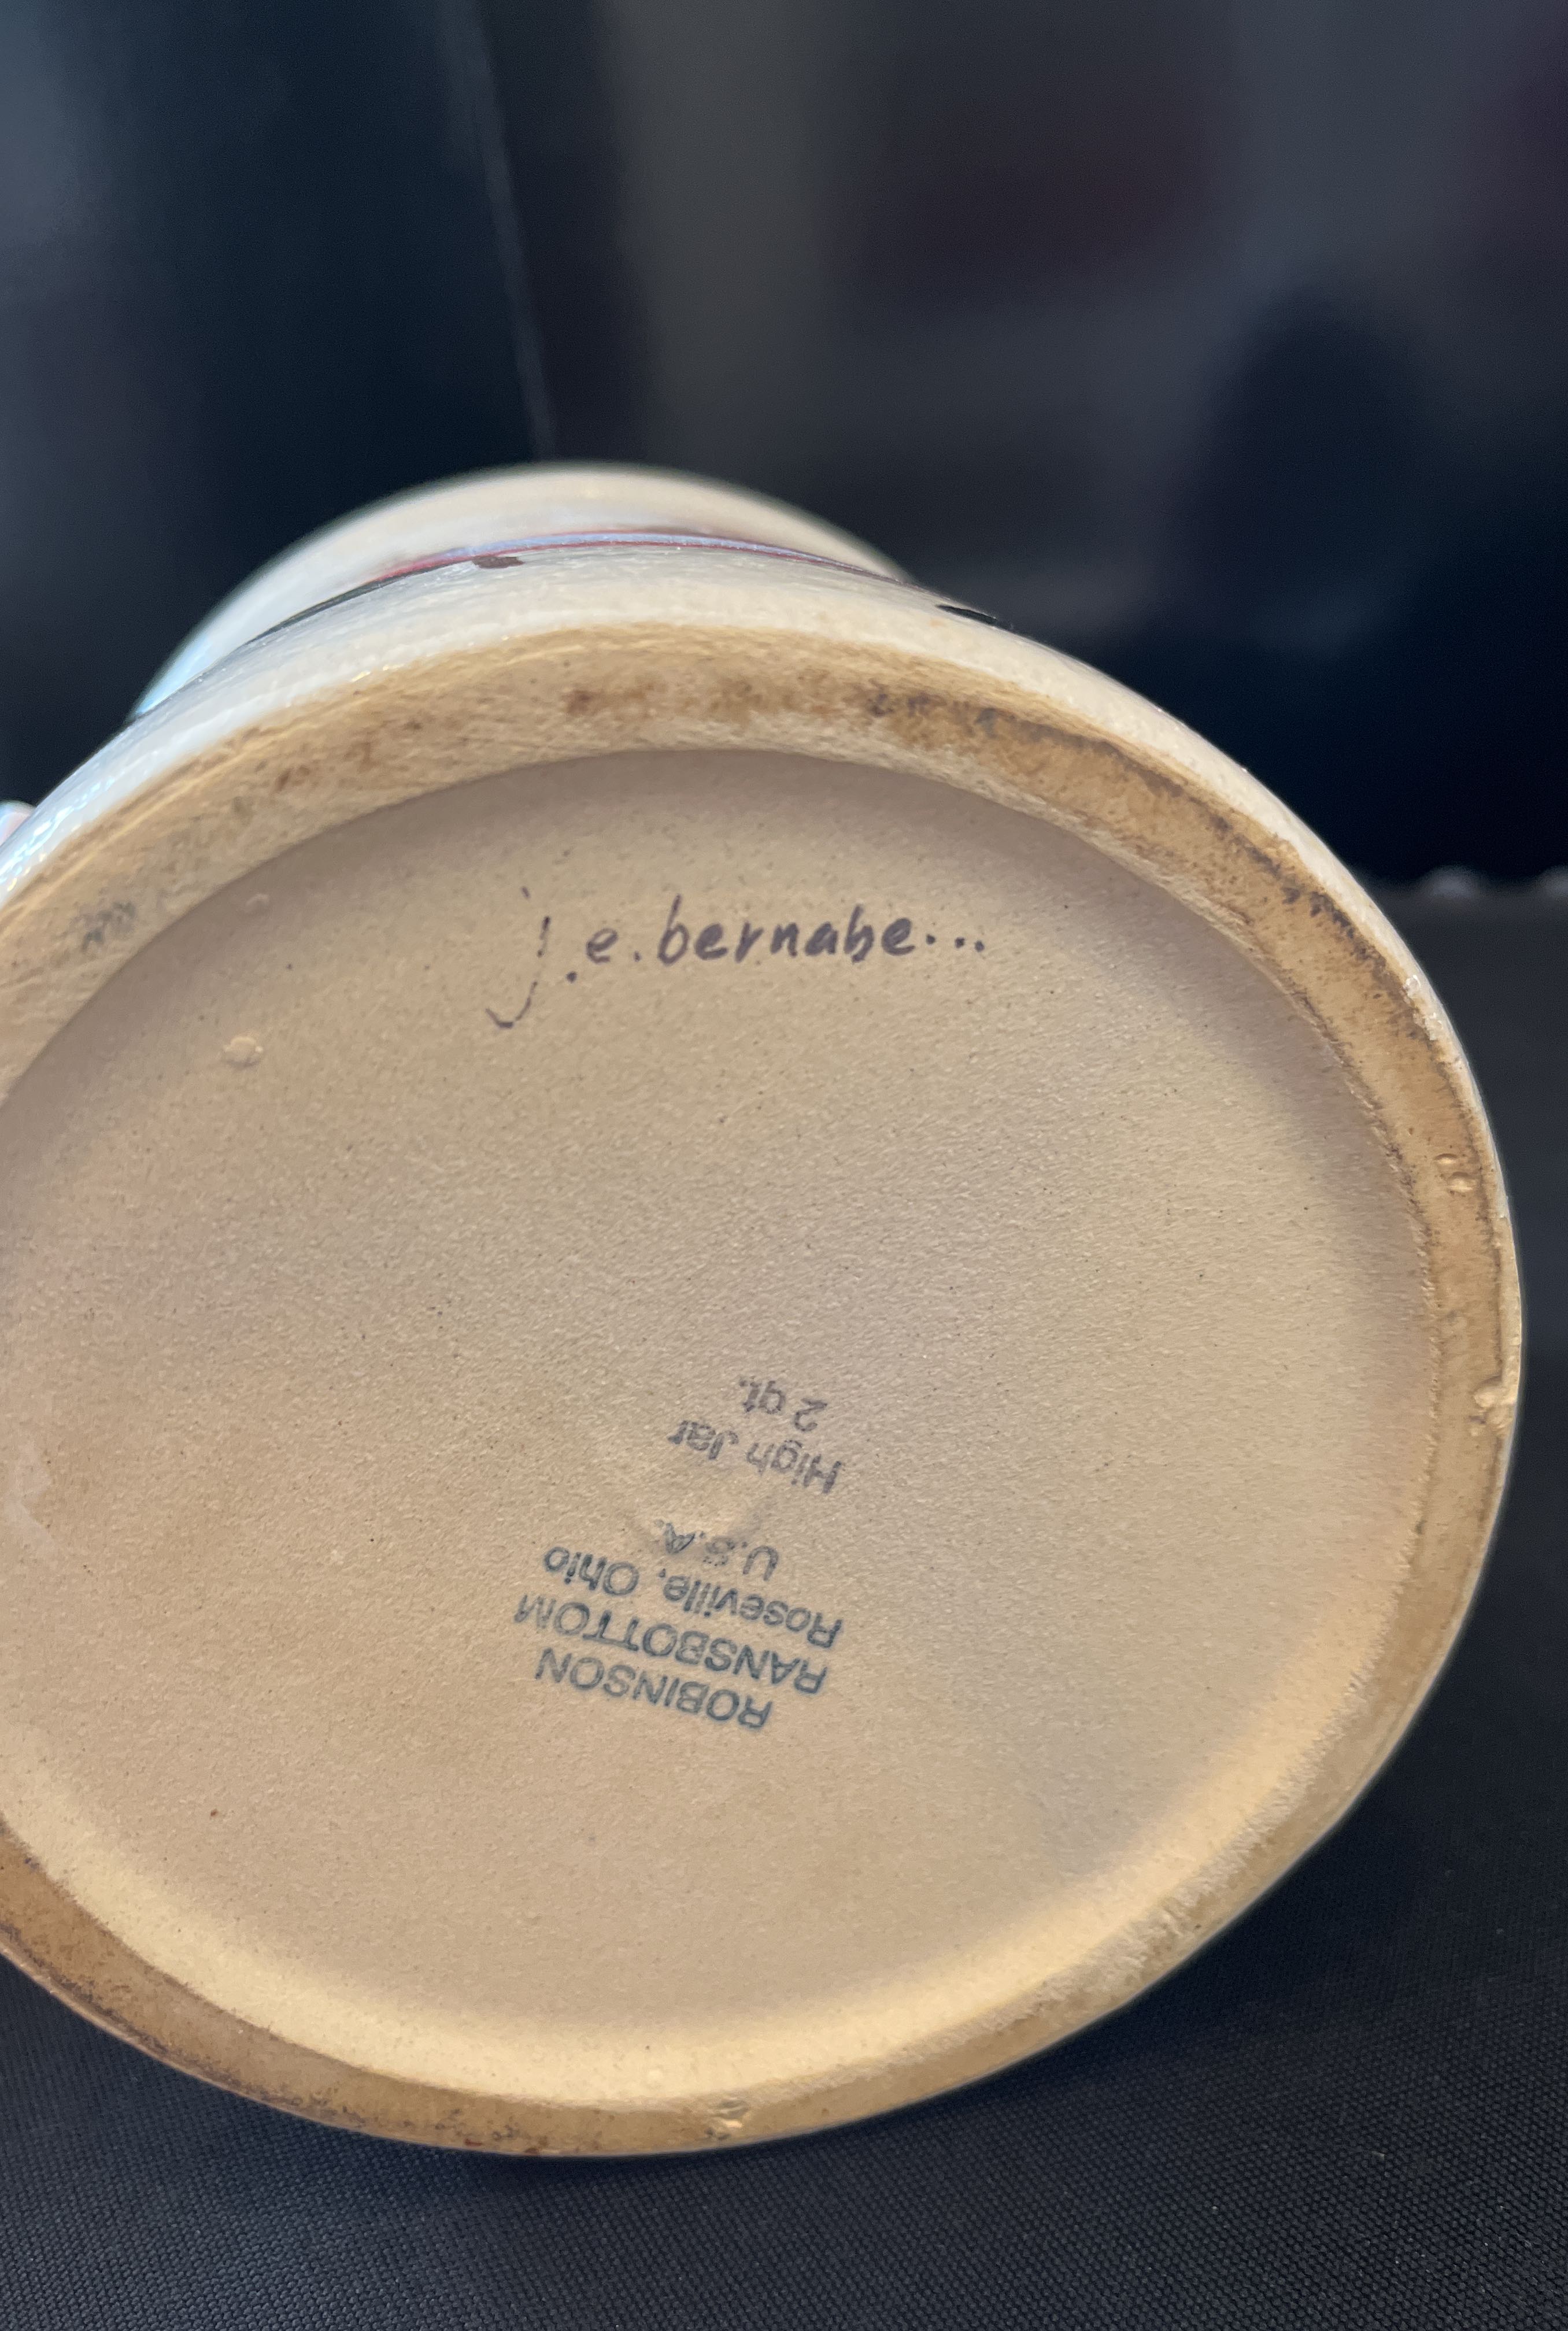 j.e.bernabe...
ROBINSON
RANSBOTTOM
Roseville, Ohio
U.S.A.
High Jar
2 qt.